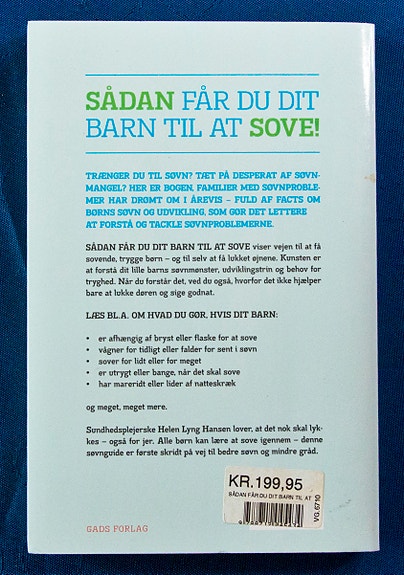 SÅDAN FÅR DU DIT
BARN TIL AT SOVE!
TRÆNGER DU TIL SØVN? TÆT PÅ DESPERAT AF SØVN-
MANGEL? HER ER BOGEN, FAMILIER MED SØVNPROBLE-
MER HAR DRØMT OM I ÅREVIS – FULD AF FACTS OM
BØRNS SØVN OG UDVIKLING, SOM GØR DET LETTERE
AT FORSTÅ OG TACKLE SØVNPROBLEMERNE.
SÅDAN FÅR DU DIT BARN TIL AT SOVE viser vejen til at få
sovende, trygge børn – og til selv at få lukket øjnene. Kunsten er
at forstå dit lille barns søvnmønster, udviklingstrin og behov for
tryghed. Når du forstår det, ved du også, hvorfor det ikke hjælper
bare at lukke døren og sige godnat.
LÆS BL.A. OM HVAD DU GØR, HVIS DIT BARN:
• er afhængig af bryst eller flaske for at sove
• vågner for tidligt eller falder for sent i søvn
• sover for lidt eller for meget
• er utrygt eller bange, når det skal sove
• har mareridt eller lider af natteskræk
og meget, meget mere.
Sundhedsplejerske Helen Lyng Hansen lover, at det nok skal lyk-
kes – også for jer. Alle børn kan lære at sove igennem – denne
søvnguide er første skridt på vej til bedre søvn og mindre gråd.
KR.199,95
SÅDAN FÅR DU DIT BARN TIL AT
VG.6710
GADS FORLAG